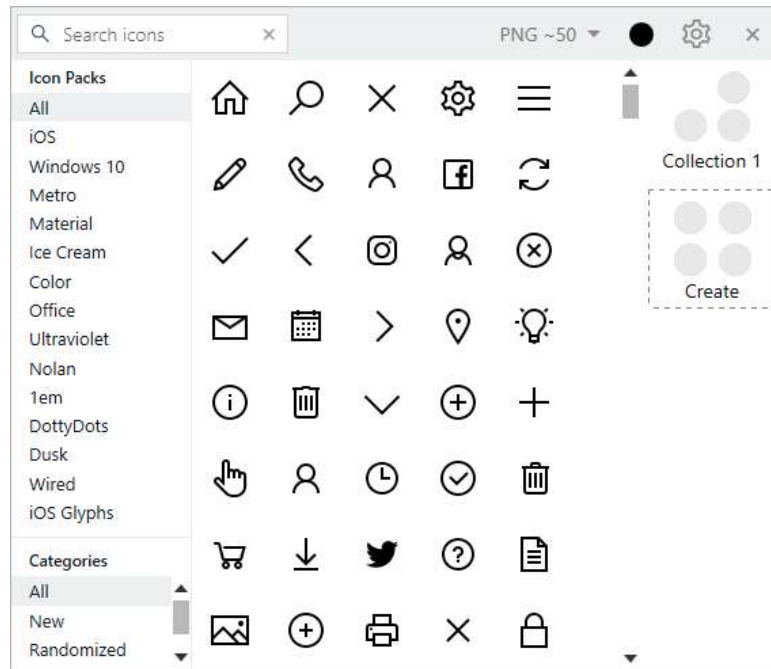 Search icons
PNG ~50
Icon Packs
All
iOS
Windows 10
Metro
Material
Ice Cream
Color
Office
Ultraviolet
Nolan
1em
DottyDots
Dusk
Wired
iOS Glyphs
Categories
All
New
Randomized
Collection 1
Create